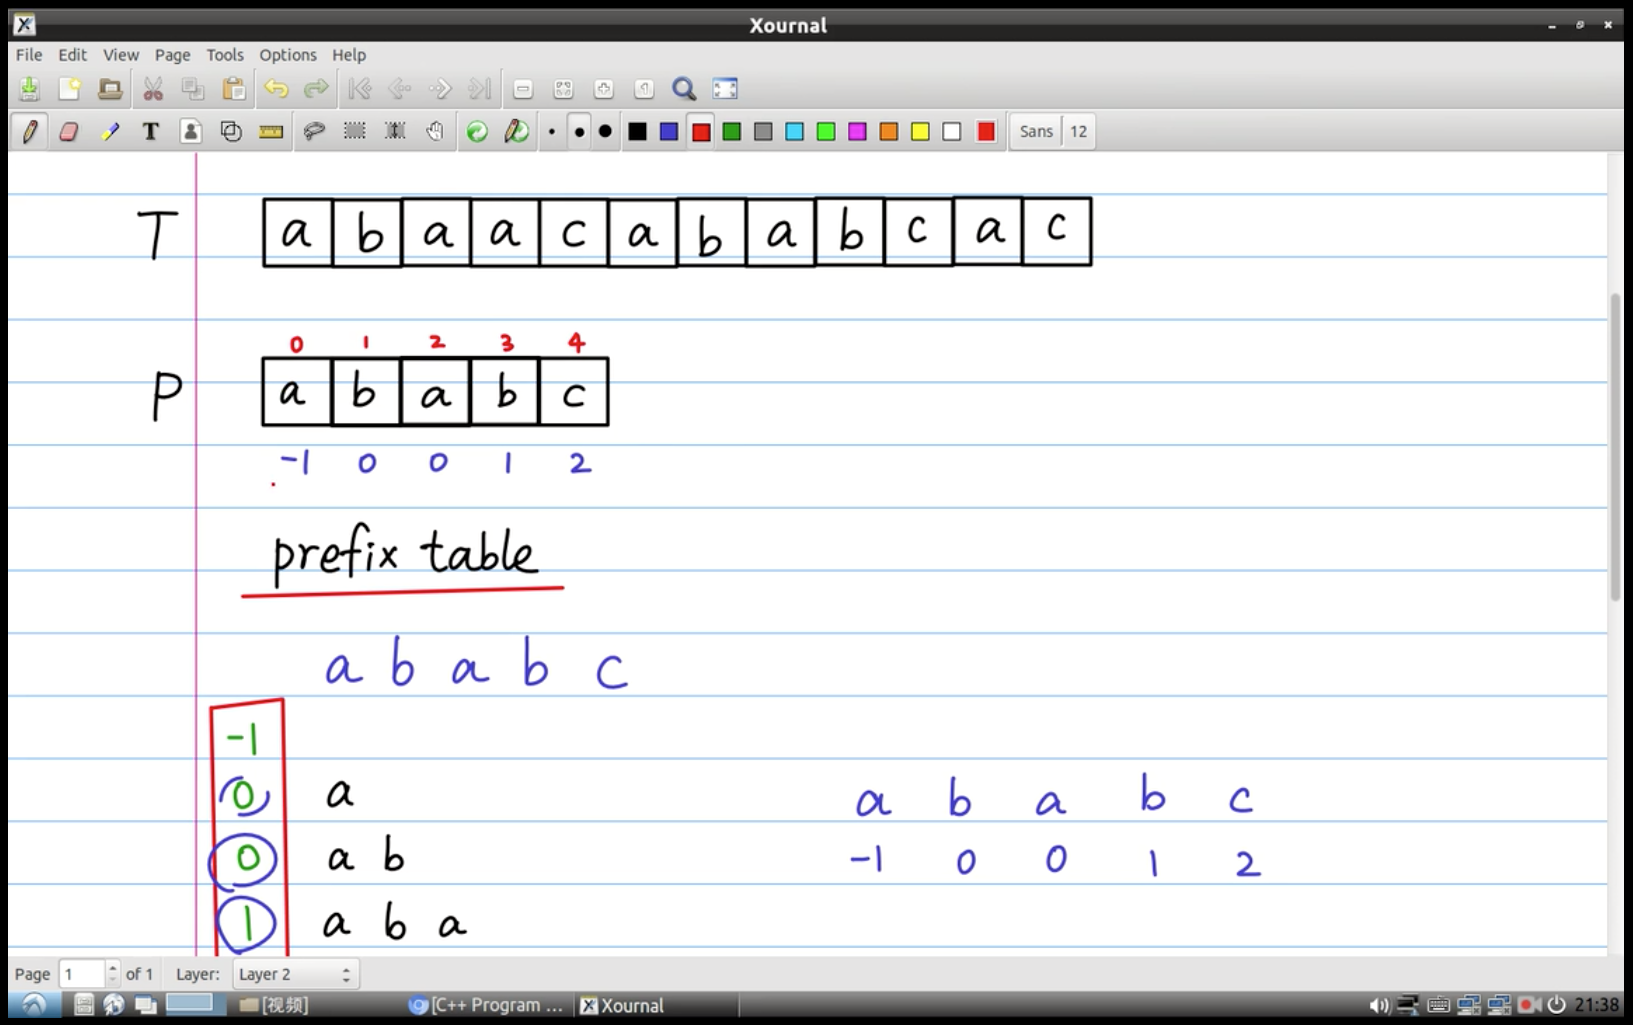 Xournal
File Edit View Page Tools Options Help
T Sans 12
T a b a a c a b a b c a c
0 1 2 3 4
P a b a b c
-1 0 0 1 2
prefix table
a b a b c
-1
0 a
a b a b c
0 a b
-1 0 0 1 2
1 a b a
Page 1 of 1 Layer: Layer 2
[视频] [C++ Program ... Xournal 21:38